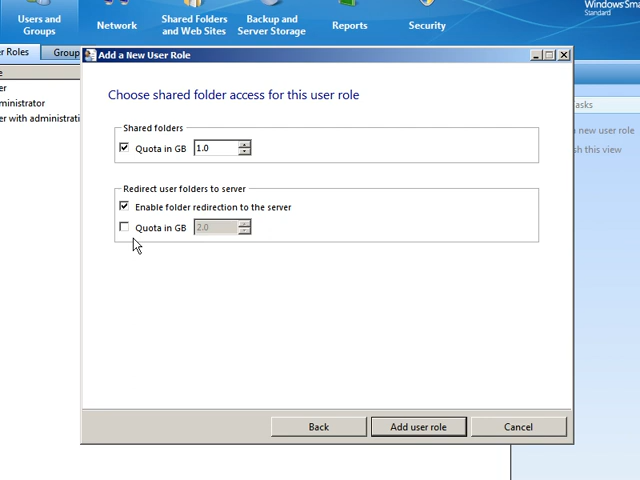 Users and
Groups
Network
Shared Folders
and Web Sites
Backup and
Server Storage
Reports
Security
Standard
er Roles
Group
Add a New User Role
Choose shared folder access for this user role
Shared folders
Quota in GB
1.0
Redirect user folders to server
Enable folder redirection to the server
Quota in GB
2.0
Back
Add user role
Cancel
e
er
ministrator
er with administrati
asks
new user role
sh this view